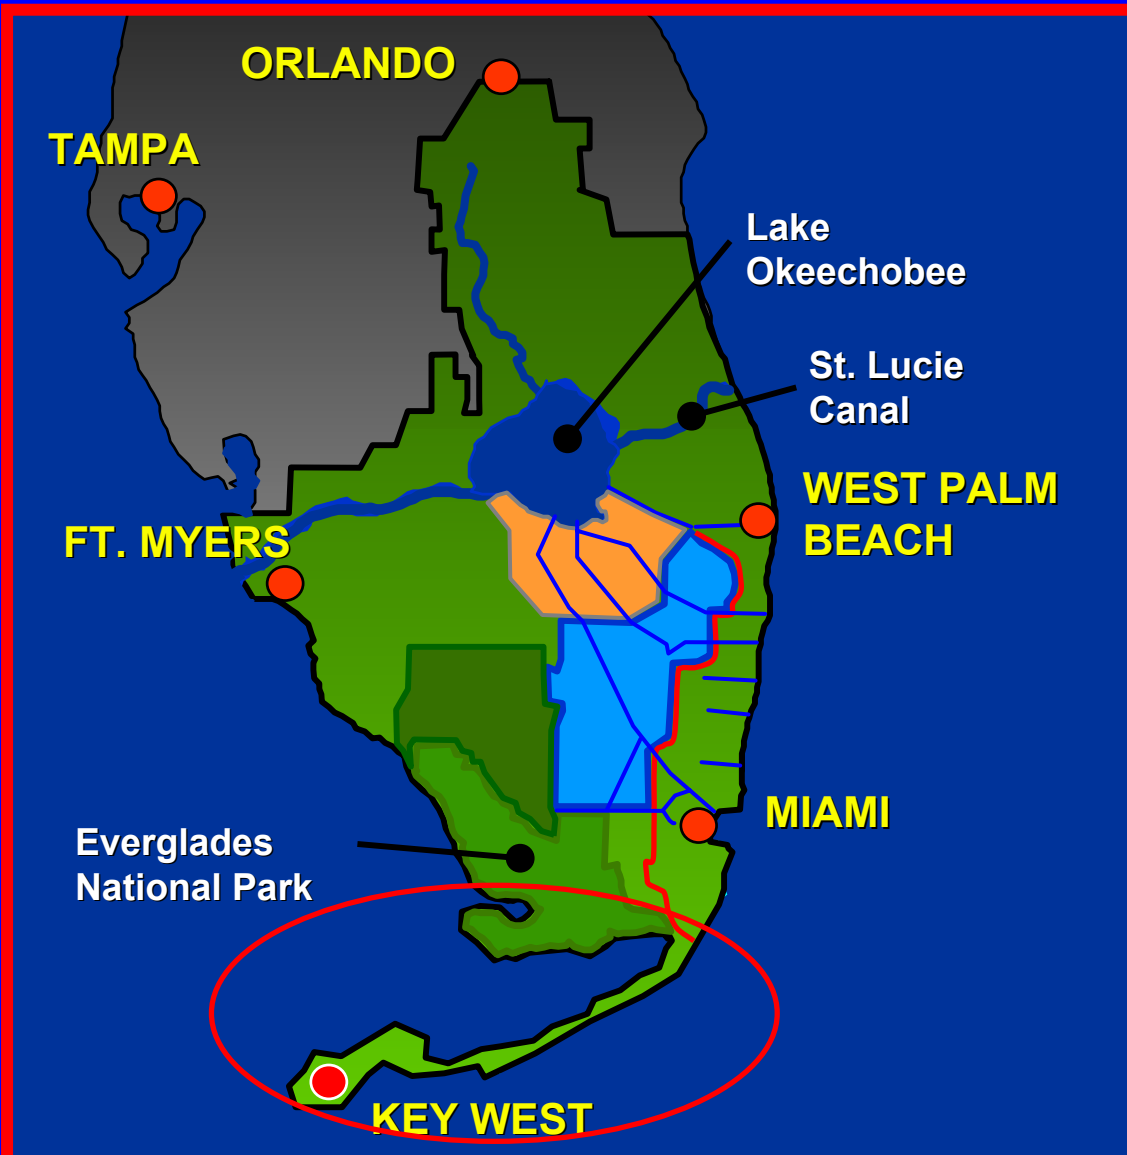 ORLANDO
TAMPA
Lake
Okeechobee
St. Lucie
Canal
WEST PALM
BEACH
FT. MYERS
MIAMI
Everglades
National Park
KEY WEST